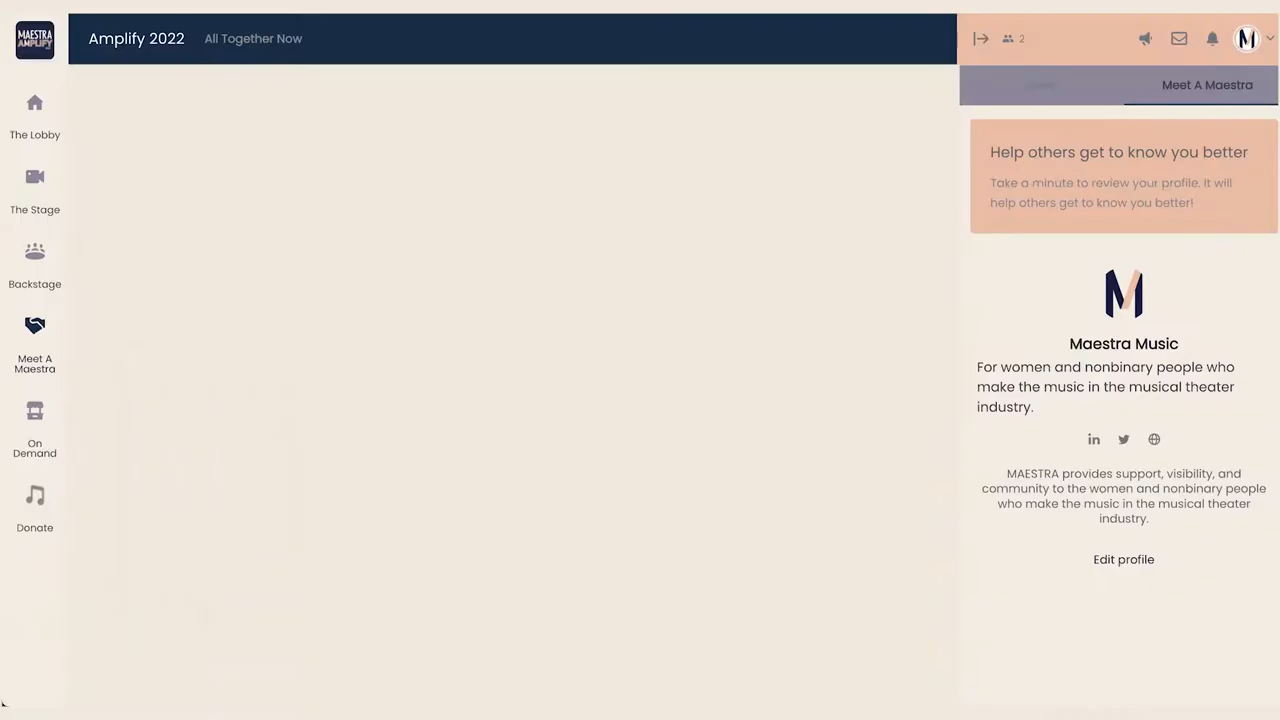 MAESTRA
AMPLIFY
Amplify 2022
All Together Now
2
The Lobby
The Stage
Backstage
Meet A
Maestra
On
Demand
Donate
Meet A Maestra
Help others get to know you better
Take a minute to review your profile. It will
help others get to know you better!
Maestra Music
For women and nonbinary people who
make the music in the musical theater
industry.
MAESTRA provides support, visibility, and
community to the women and nonbinary people
who make the music in the musical theater
industry.
Edit profile